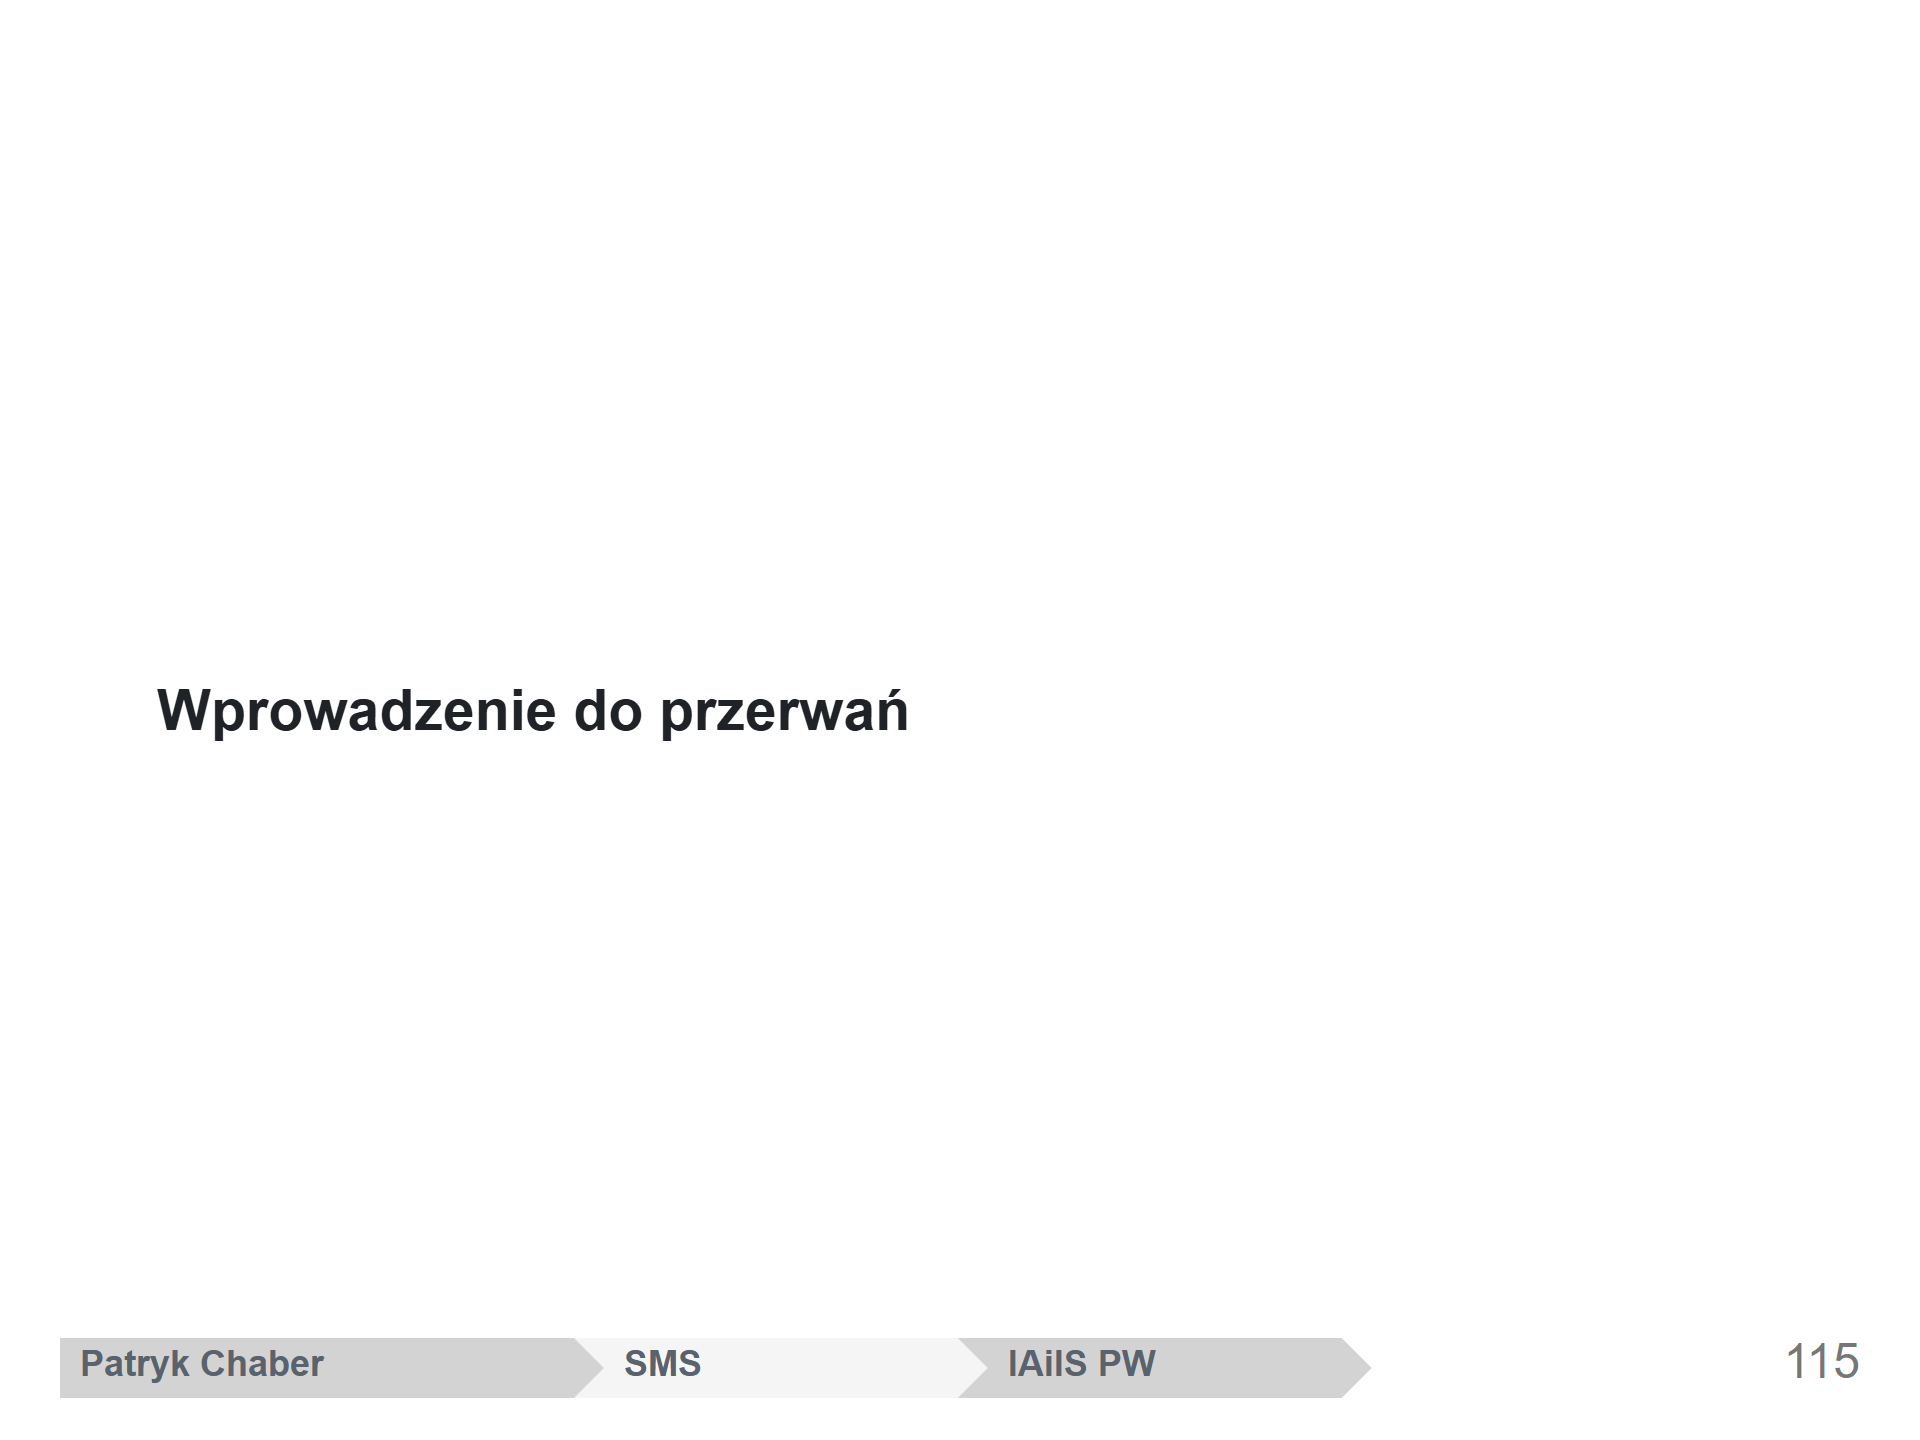 Wprowadzenie do przerwań
Patryk Chaber
SMS
IAiIS PW
115